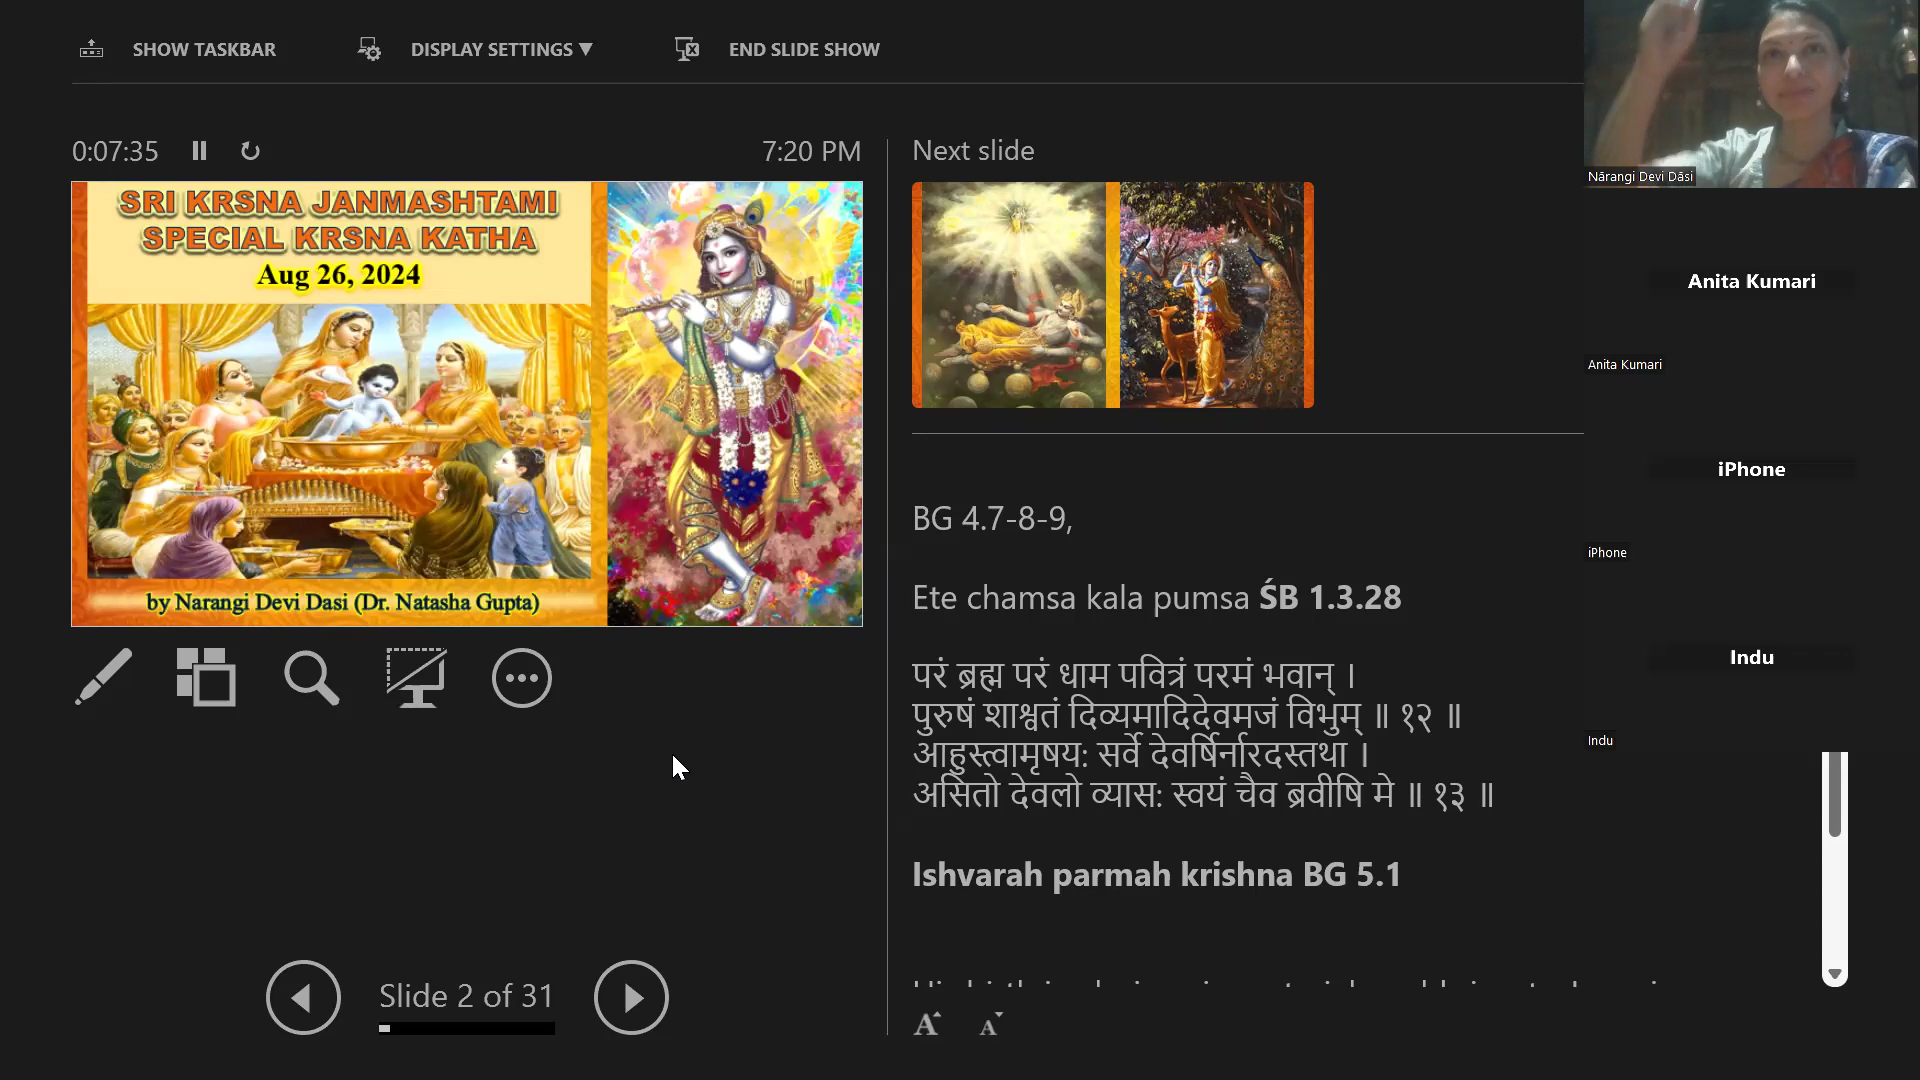 SHOW TASKBAR
DISPLAY SETTINGS ▼
END SLIDE SHOW
0:07:35
7:20 PM
SRI KRSNA JANMASHTAMI
SPECIAL KRSNA KATHA
Aug 26, 2024
by Narangi Devi Dasi (Dr. Natasha Gupta)
Slide 2 of 31
Next slide
BG 4.7-8-9,
Ete chamsa kala pumsa ŚB 1.3.28
परं ब्रह्म परं धाम पवित्रं परमं भवान् ।
पुरुषं शाश्वतं दिव्यमादिदेवमजं विभुम् ॥ १२ ॥
आहुस्त्वामृषयः सर्वे देवर्षिर्नारदस्तथा ।
असितो देवलो व्यासः स्वयं चैव ब्रवीषि मे ॥ १३ ॥
Ishvarah parmah krishna BG 5.1
A
A
Nārangi Devi Dāsi
Anita Kumari
Anita Kumari
iPhone
iPhone
Indu
Indu